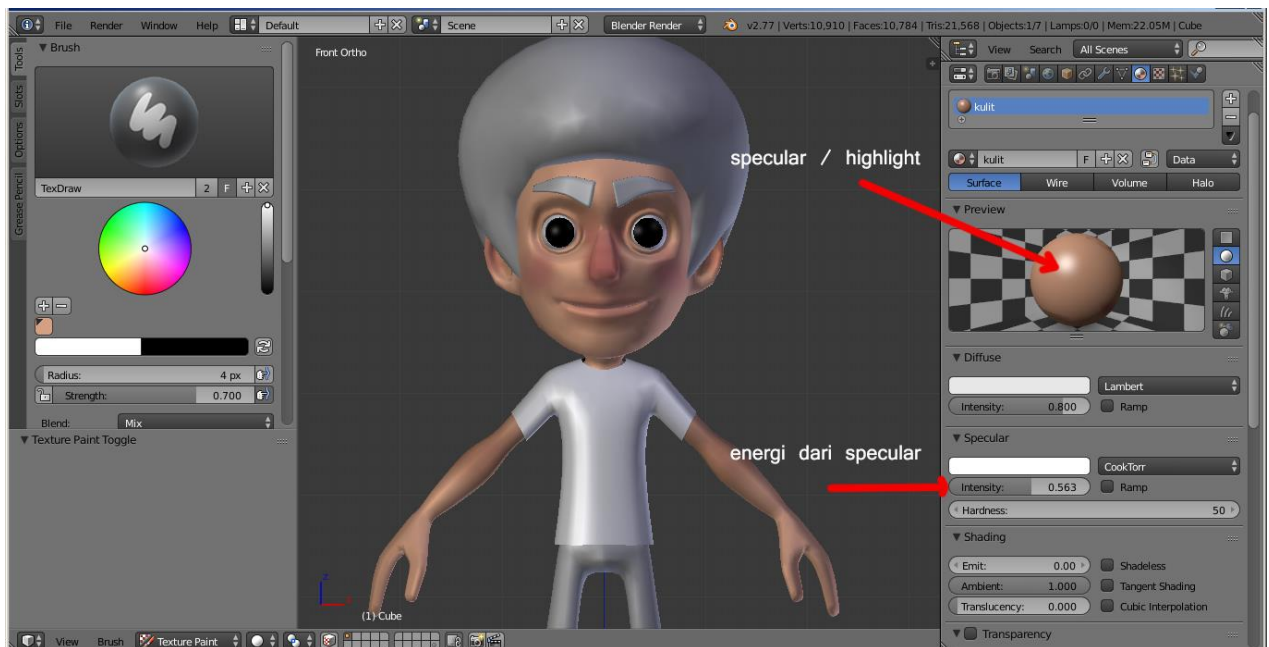 File Render Window Help Default Scene Blender Render v2.77 | Verts:10,910 | Faces:10,784 | Tris:21,568 | Objects:1/7 | Lamps:0/0 | Mem:22.05M | Cube
Tools
Slots
Options
Grease Pencil
Brush
TexDraw 2 F
Radius: 4 px
Strength: 0.700
Blend: Mix
Texture Paint Toggle
Front Ortho
specular / highlight
energi dari specular
z
(1) Cube
View Brush Texture Paint
View Search All Scenes
kulit
kulit F Data
Surface Wire Volume Halo
Preview
Diffuse
Lambert
Intensity: 0.800 Ramp
Specular
CookTorr
Intensity: 0.563 Ramp
Hardness: 50
Shading
Emit: 0.00 Shadeless
Ambient: 1.000 Tangent Shading
Translucency: 0.000 Cubic Interpolation
Transparency